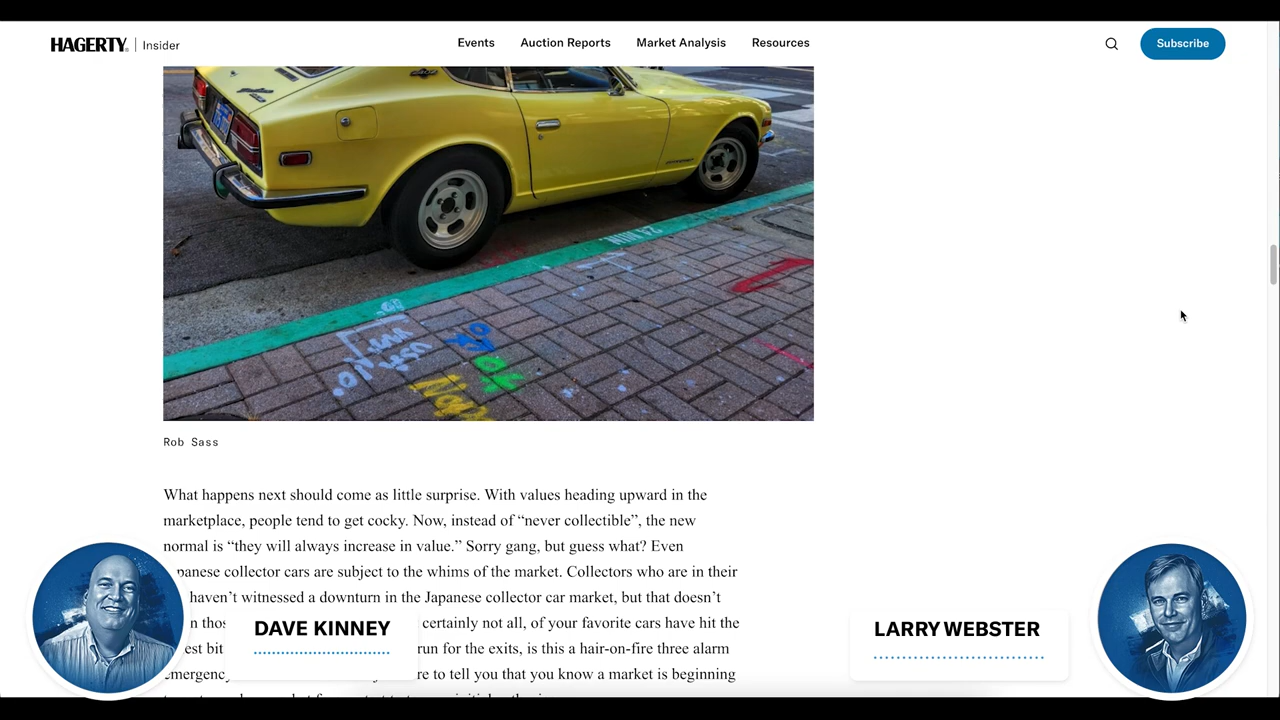 HAGERTY | Insider
Events
Auction Reports
Market Analysis
Resources
Subscribe
Rob Sass
What happens next should come as little surprise. With values heading upward in the
marketplace, people tend to get cocky. Now, instead of “never collectible”, the new
normal is “they will always increase in value.” Sorry gang, but guess what? Even
panese collector cars are subject to the whims of the market. Collectors who are in their
haven’t witnessed a downturn in the Japanese collector car market, but that doesn’t
n thos certainly not all, of your favorite cars have hit the
est bit run for the exits, is this a hair-on-fire three alarm
emergency re to tell you that you know a market is beginning
DAVE KINNEY
LARRY WEBSTER